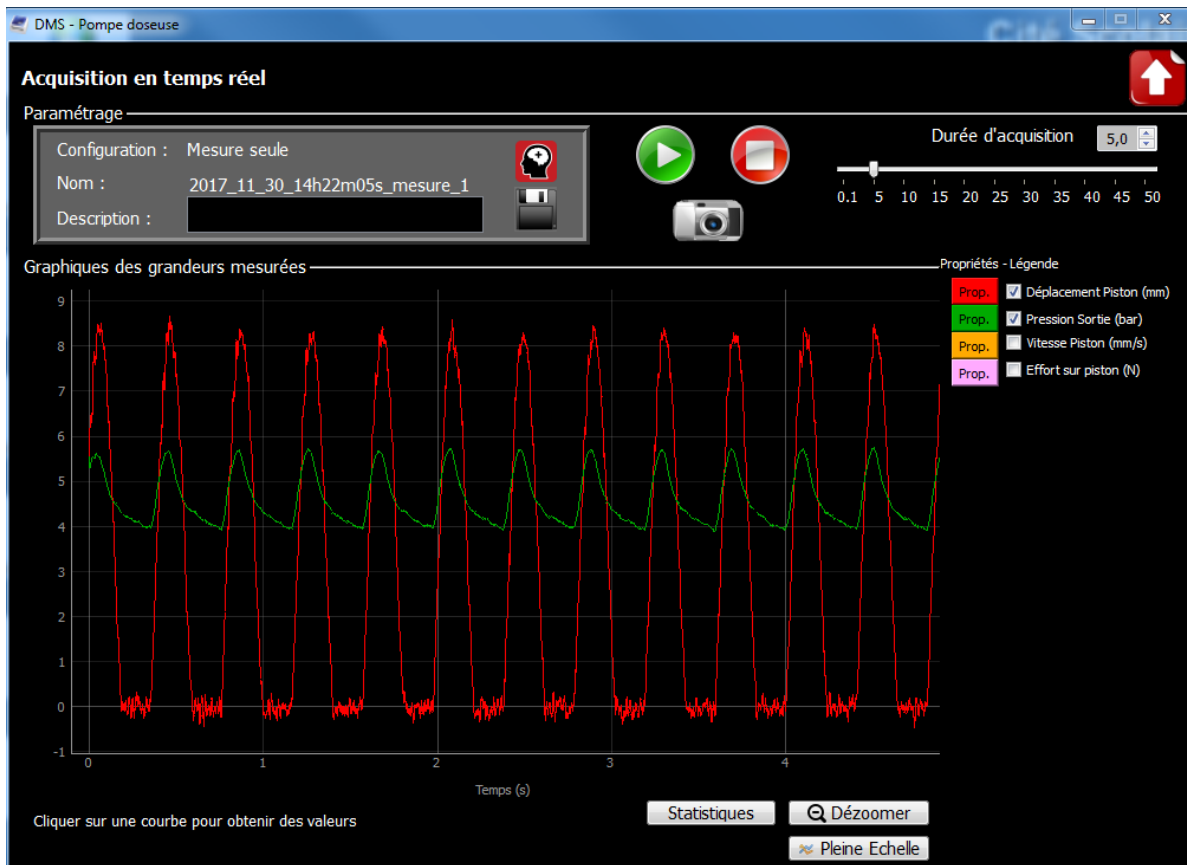 DMS - Pompe doseuse
Acquisition en temps réel
Paramétrage
Configuration : Mesure seule
Nom : 2017_11_30_14h22m05s_mesure_1
Description :
Durée d'acquisition 5,0
0.1 5 10 15 20 25 30 35 40 45 50
Graphiques des grandeurs mesurées
Propriétés - Légende
Prop. Déplacement Piston (mm)
Prop. Pression Sortie (bar)
Prop. Vitesse Piston (mm/s)
Prop. Effort sur piston (N)
9
8
7
6
5
4
3
2
1
0
-1
0 1 2 3 4
Temps (s)
Cliquer sur une courbe pour obtenir des valeurs
Statistiques
Dézoomer
Pleine Echelle